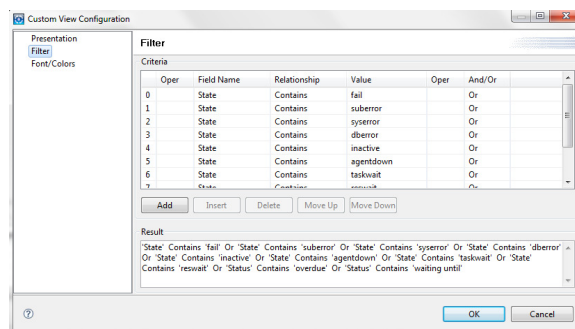 Custom View Configuration
Presentation
Filter
Font/Colors
Filter
Criteria
Oper Field Name Relationship Value Oper And/Or
0 State Contains fail Or
1 State Contains suberror Or
2 State Contains syserror Or
3 State Contains dberror Or
4 State Contains inactive Or
5 State Contains agentdown Or
6 State Contains taskwait Or
7 State Contains reswait Or
Add Insert Delete Move Up Move Down
Result
'State' Contains 'fail' Or 'State' Contains 'suberror' Or 'State' Contains 'syserror' Or 'State' Contains 'dberror'
Or 'State' Contains 'inactive' Or 'State' Contains 'agentdown' Or 'State' Contains 'taskwait' Or 'State'
Contains 'reswait' Or 'Status' Contains 'overdue' Or 'Status' Contains 'waiting until'
OK Cancel